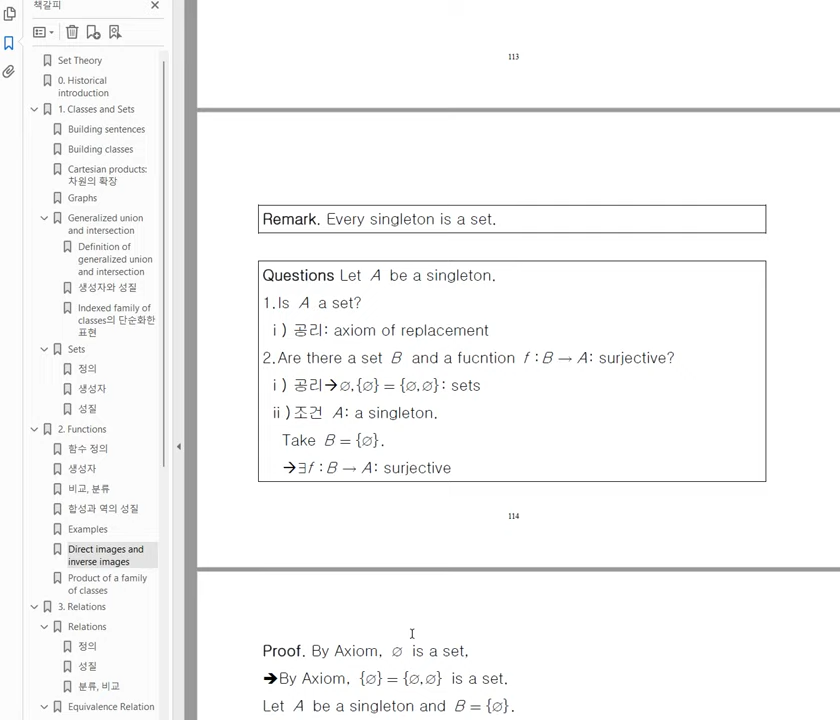 책갈피
Set Theory
0. Historical
introduction
1. Classes and Sets
Building sentences
Building classes
Cartesian products:
차원의 확장
Graphs
Generalized union
and intersection
Definition of
generalized union
and intersection
생성자와 성질
Indexed family of
classes의 단순화한
표현
Sets
정의
생성자
성질
2. Functions
함수 정의
생성자
비교, 분류
합성과 역의 성질
Examples
Direct images and
inverse images
Product of a family
of classes
3. Relations
Relations
정의
성질
분류, 비교
Equivalence Relation
113
Remark. Every singleton is a set.
Questions Let A be a singleton.
1.Is A a set?
i) 공리: axiom of replacement
2.Are there a set B and a fucntion f : B → A: surjective?
i) 공리→∅,{∅} = {∅,∅}: sets
ii)조건 A: a singleton.
Take B = {∅}.
→∃f : B → A: surjective
114
Proof. By Axiom, ∅ is a set.
→By Axiom, {∅} = {∅,∅} is a set.
Let A be a singleton and B = {∅}.